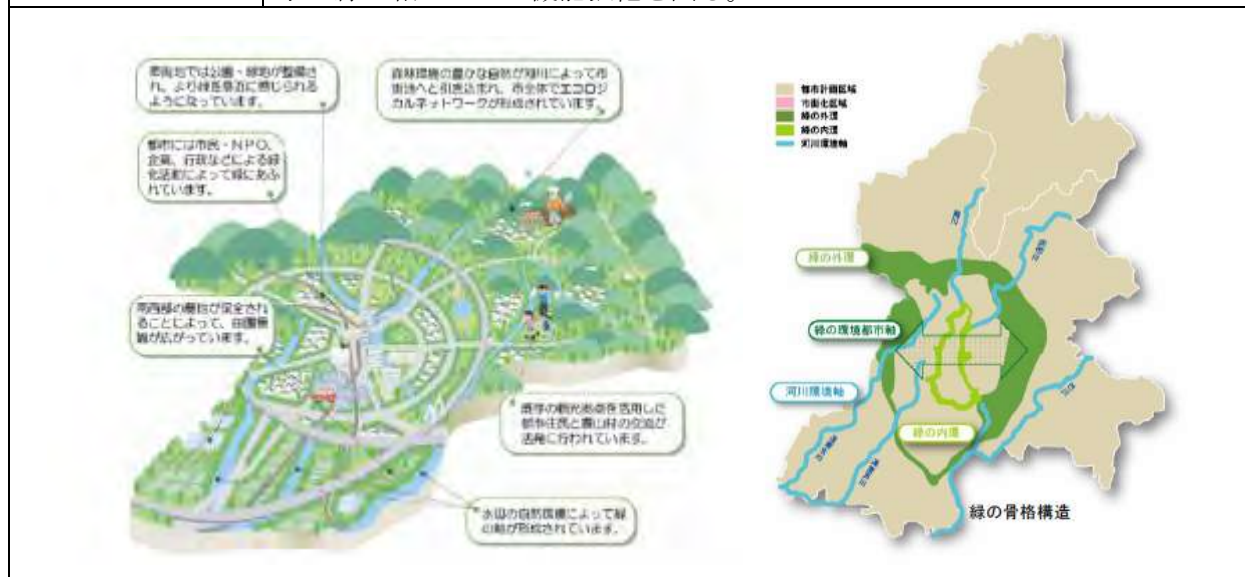 市街地では公園・緑地が整備さ
れ、より緑を身近に感じられる
ようになっています。
森林環境の豊かな自然が河川によって市
街地へと引き込まれ、市全体でエコロジ
カルネットワークが形成されています。
都市には市民・NPO、
企業、行政などによる緑
化活動によって緑にあふ
れています。
南西部の農地が保全され
ることによって、田園景
観が広がっています。
既存の観光拠点を活用した
都市住民と農山村の交流が
活発に行われています。
水辺の自然環境によって緑
の軸が形成されています。
都市計画区域
市街化区域
緑の外環
緑の内環
河川環境軸
緑の外環
緑の環境都市軸
河川環境軸
緑の内環
緑の骨格構造